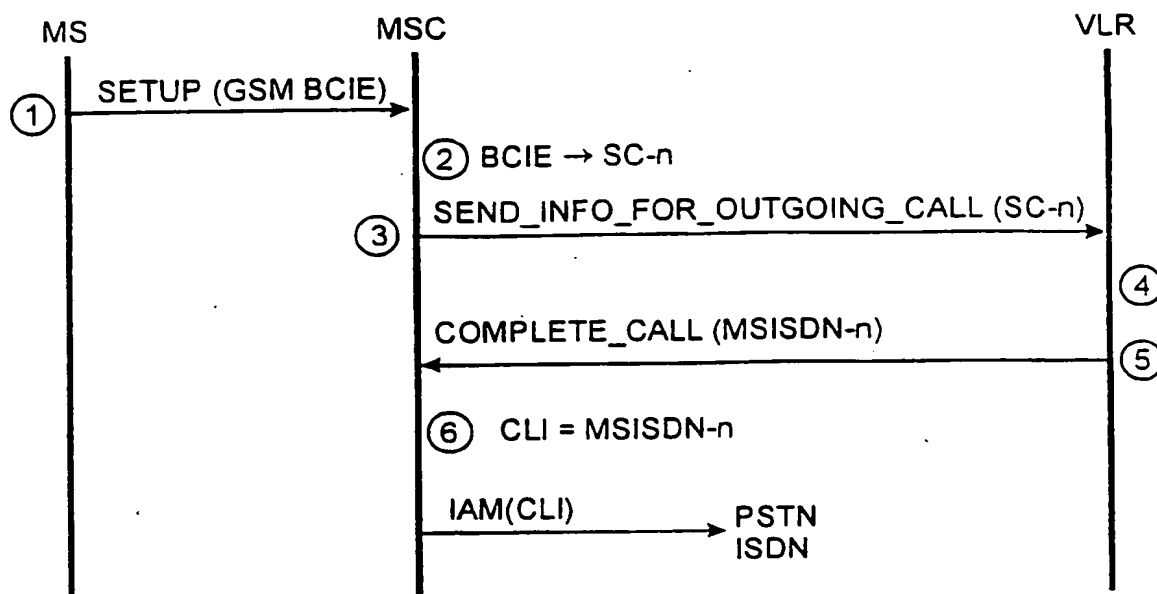 MS MSC VLR
1 SETUP (GSM BCIE)
2 BCIE → SC-n
SEND_INFO_FOR_OUTGOING_CALL (SC-n)
3
4
COMPLETE_CALL (MSISDN-n)
5
6 CLI = MSISDN-n
IAM(CLI) PSTN
ISDN